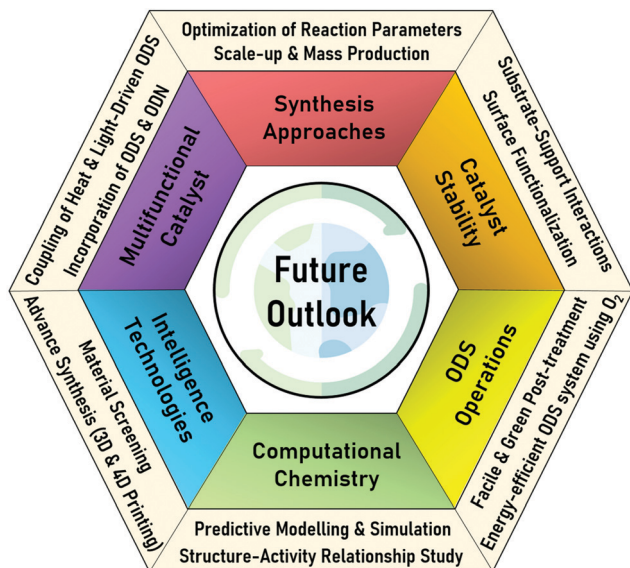 Optimization of Reaction Parameters
Scale-up & Mass Production
Synthesis
Approaches
Substrate-Support Interactions
Surface Functionalization
Catalyst
Stability
Facile & Green Post-treatment
Energy-efficient ODS system using O₂
ODS
Operations
Computational
Chemistry
Predictive Modelling & Simulation
Structure-Activity Relationship Study
Intelligence
Technologies
Material Screening
Advance Synthesis (3D & 4D Printing)
Coupling of Heat & Light-Driven ODS
Incorporation of ODS & ODN
Multifunctional
Catalyst
Future
Outlook